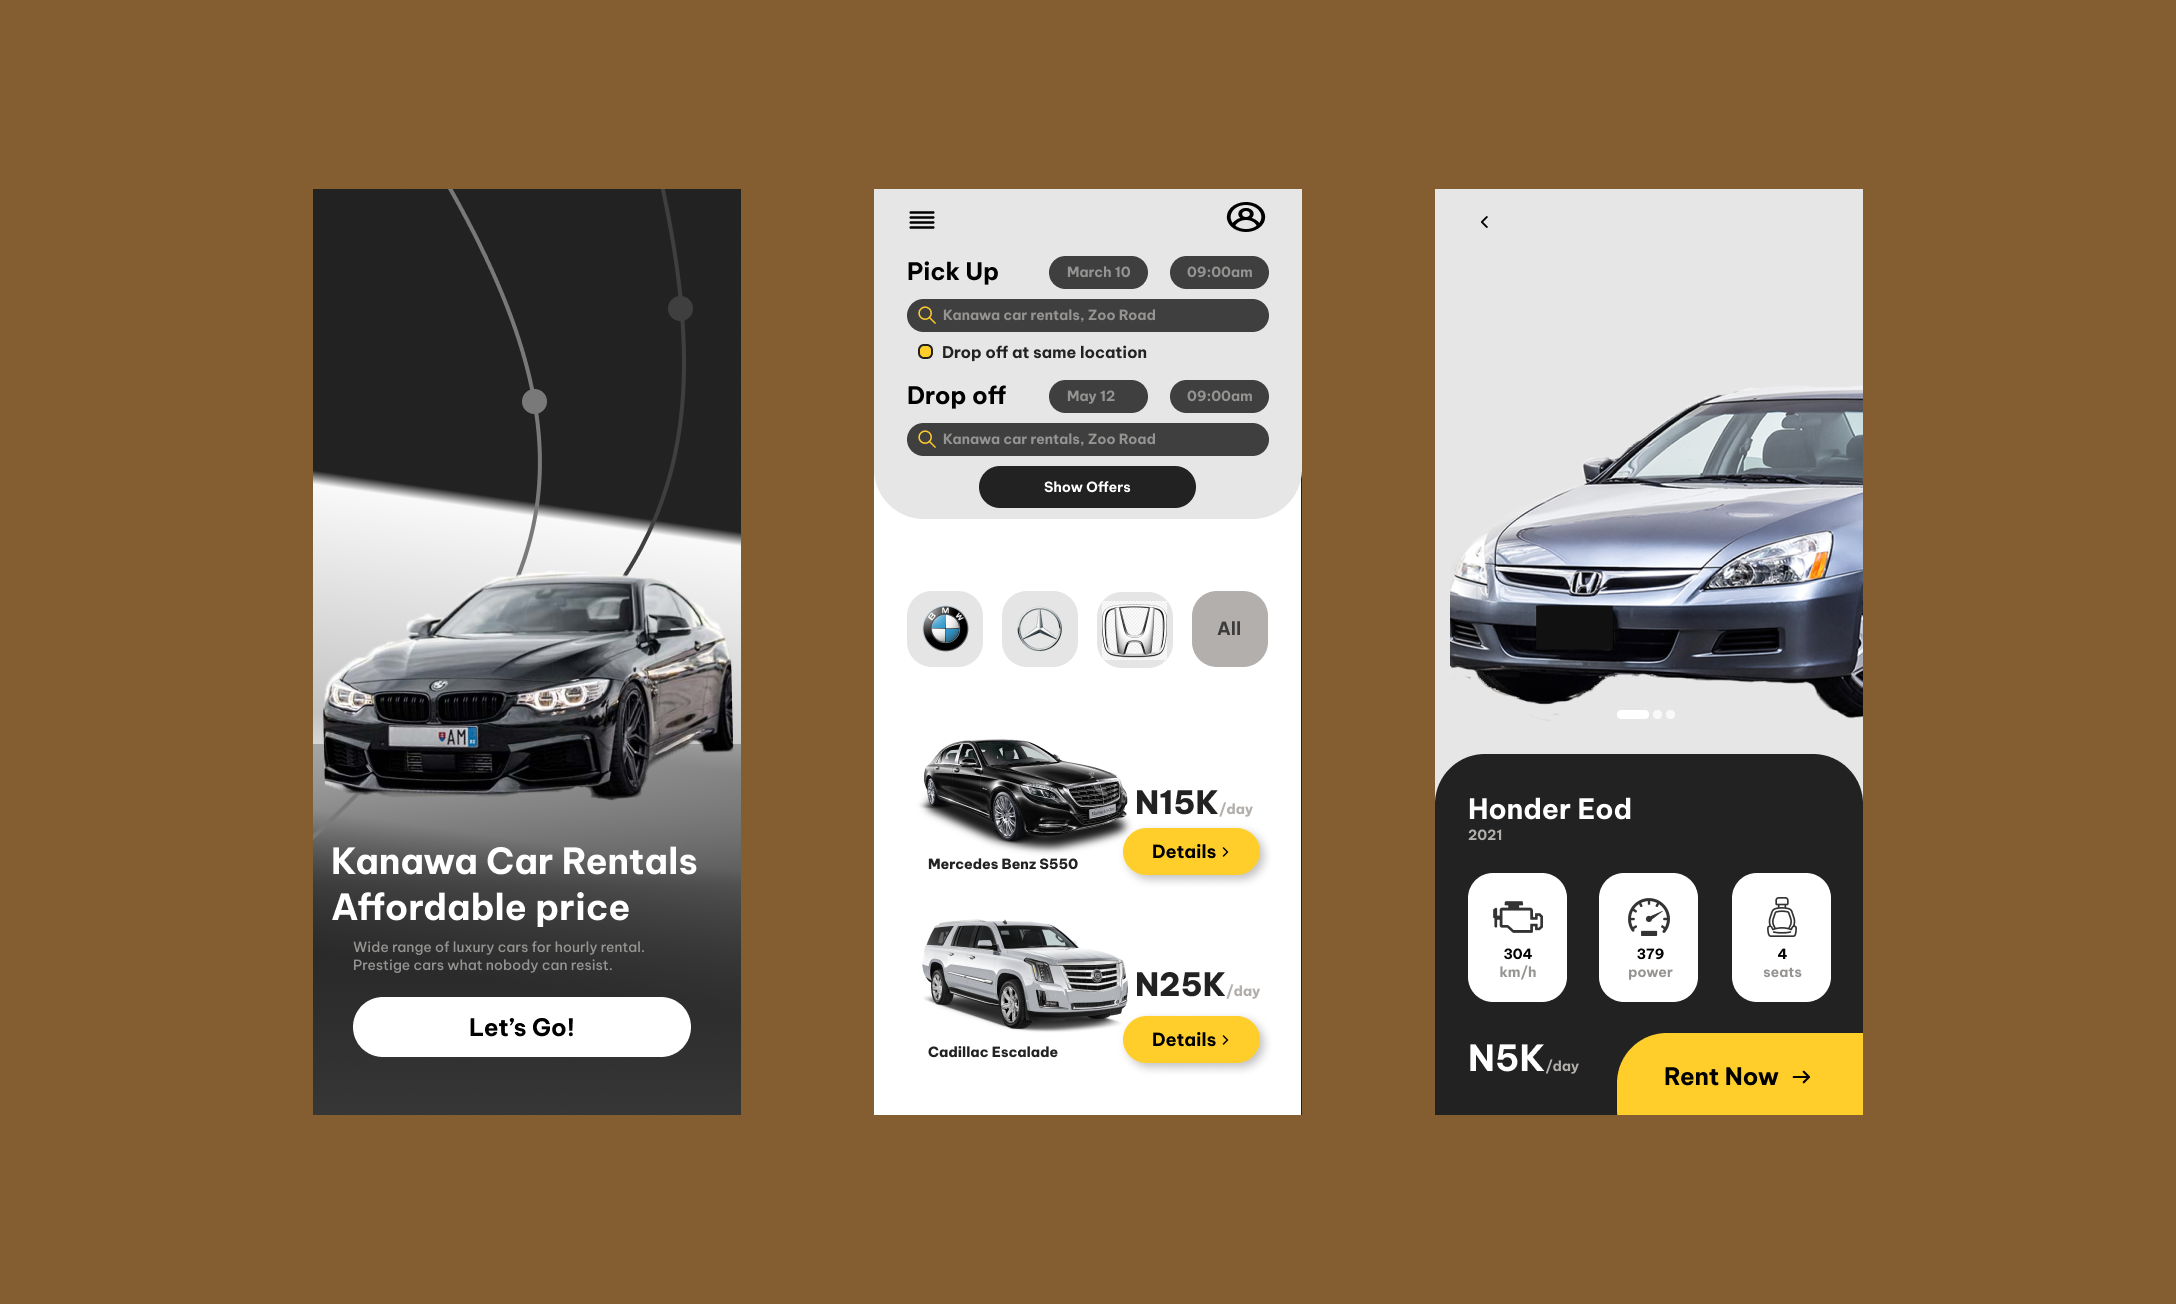 AM
Kanawa Car Rentals
Affordable price
Wide range of luxury cars for hourly rental.
Prestige cars what nobody can resist.
Let’s Go!
Pick Up
March 10
09:00am
Kanawa car rentals, Zoo Road
Drop off at same location
Drop off
May 12
09:00am
Kanawa car rentals, Zoo Road
Show Offers
BMW
All
N15K/day
Details >
Mercedes Benz S550
N25K/day
Details >
Cadillac Escalade
Honder Eod
2021
304
km/h
379
power
4
seats
N5K/day
Rent Now →